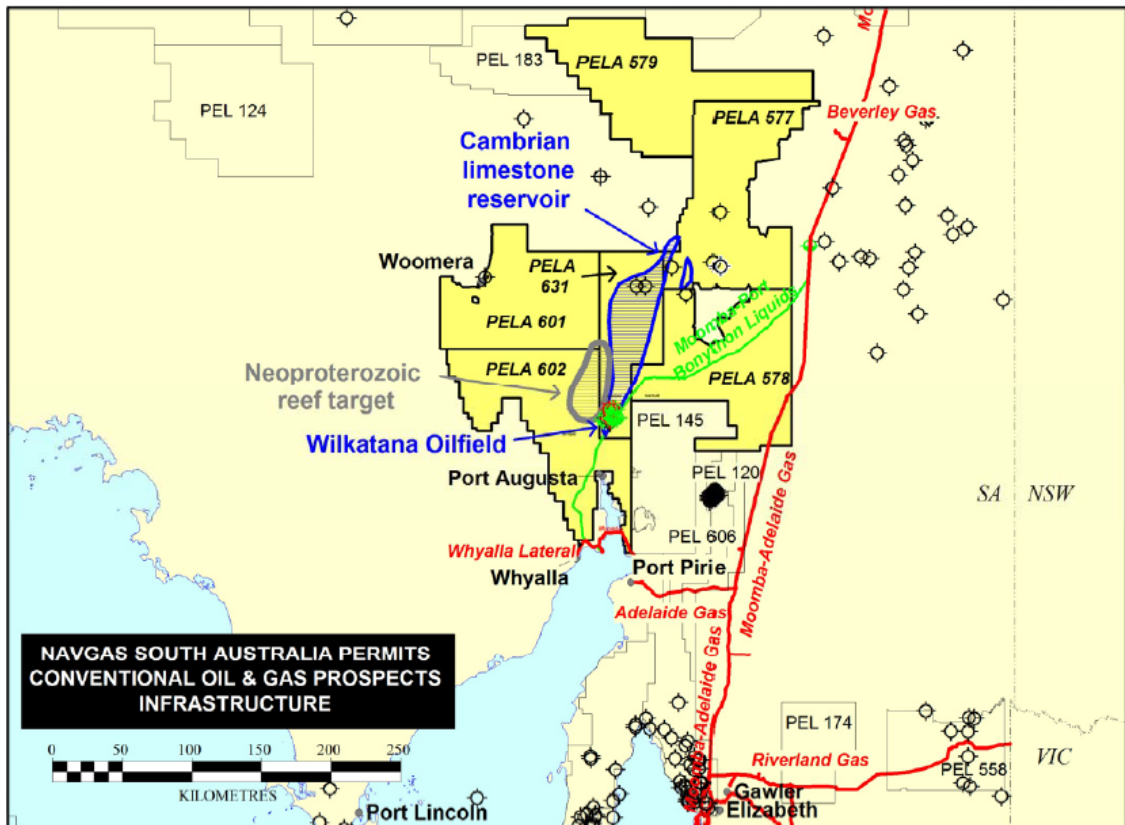 PELA 579
PEL 183
PEL 124
PELA 577
Beverley Gas
Cambrian
limestone
reservoir
Woomera
PELA
631
PELA 601
Moomba-Port
Bonython Liquids
PELA 602
PELA 578
Neoproterozoic
reef target
PEL 145
Wilkatana Oilfield
Port Augusta
PEL 120
SA
NSW
PEL 606
Moomba-Adelaide Gas
Whyalla Lateral
Whyalla
Port Pirie
Adelaide Gas
Moomba-Adelaide Gas
NAVGAS SOUTH AUSTRALIA PERMITS
CONVENTIONAL OIL & GAS PROSPECTS
INFRASTRUCTURE
0 50 100 150 200 250
KILOMETRES
PEL 174
Riverland Gas
VIC
PEL 558
Gawler
Elizabeth
Port Lincoln